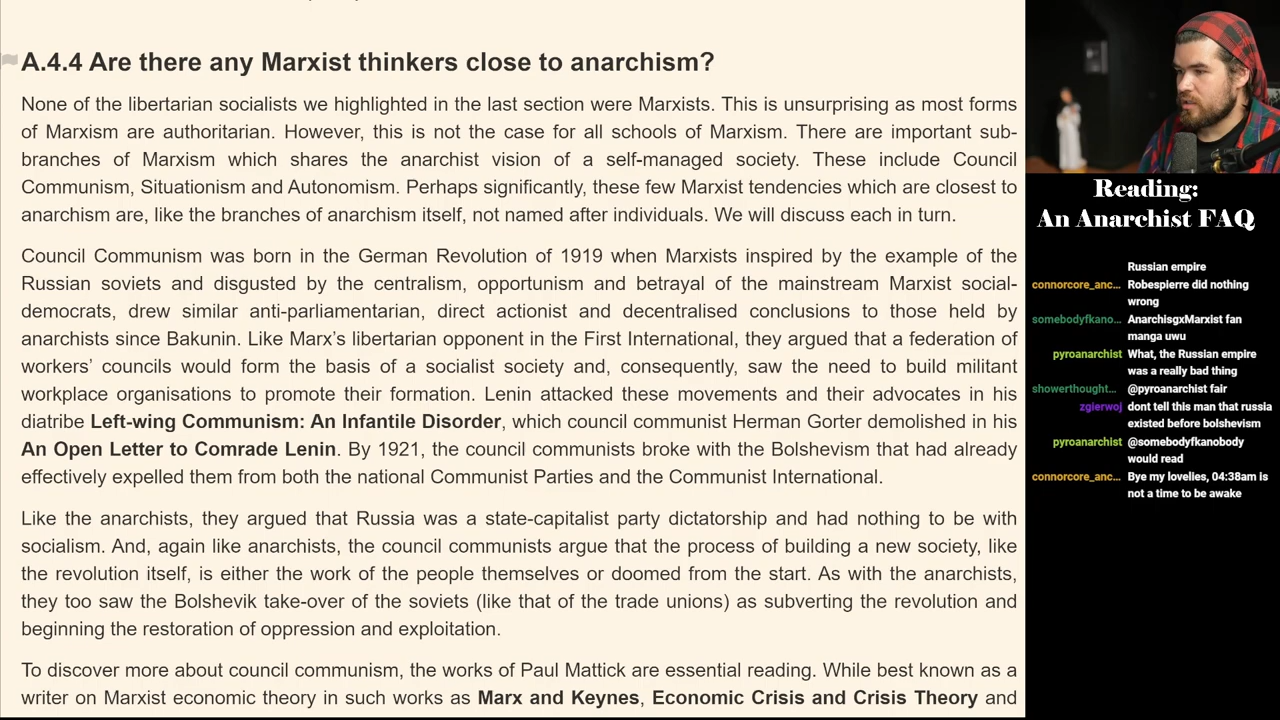 A.4.4 Are there any Marxist thinkers close to anarchism?
None of the libertarian socialists we highlighted in the last section were Marxists. This is unsurprising as most forms
of Marxism are authoritarian. However, this is not the case for all schools of Marxism. There are important sub-
branches of Marxism which shares the anarchist vision of a self-managed society. These include Council
Communism, Situationism and Autonomism. Perhaps significantly, these few Marxist tendencies which are closest to
anarchism are, like the branches of anarchism itself, not named after individuals. We will discuss each in turn.
Council Communism was born in the German Revolution of 1919 when Marxists inspired by the example of the
Russian soviets and disgusted by the centralism, opportunism and betrayal of the mainstream Marxist social-
democrats, drew similar anti-parliamentarian, direct actionist and decentralised conclusions to those held by
anarchists since Bakunin. Like Marx’s libertarian opponent in the First International, they argued that a federation of
workers’ councils would form the basis of a socialist society and, consequently, saw the need to build militant
workplace organisations to promote their formation. Lenin attacked these movements and their advocates in his
diatribe Left-wing Communism: An Infantile Disorder, which council communist Herman Gorter demolished in his
An Open Letter to Comrade Lenin. By 1921, the council communists broke with the Bolshevism that had already
effectively expelled them from both the national Communist Parties and the Communist International.
Like the anarchists, they argued that Russia was a state-capitalist party dictatorship and had nothing to be with
socialism. And, again like anarchists, the council communists argue that the process of building a new society, like
the revolution itself, is either the work of the people themselves or doomed from the start. As with the anarchists,
they too saw the Bolshevik take-over of the soviets (like that of the trade unions) as subverting the revolution and
beginning the restoration of oppression and exploitation.
To discover more about council communism, the works of Paul Mattick are essential reading. While best known as a
writer on Marxist economic theory in such works as Marx and Keynes, Economic Crisis and Crisis Theory and
Reading:
An Anarchist FAQ
Russian empire
connorcore_anc... Robespierre did nothing
wrong
somebodyfkano... AnarchisgxMarxist fan
manga uwu
pyroanarchist What, the Russian empire
was a really bad thing
showerthought... @pyroanarchist fair
zgierwoj dont tell this man that russia
existed before bolshevism
pyroanarchist @somebodyfkanobody
would read
connorcore_anc... Bye my lovelies, 04:38am is
not a time to be awake